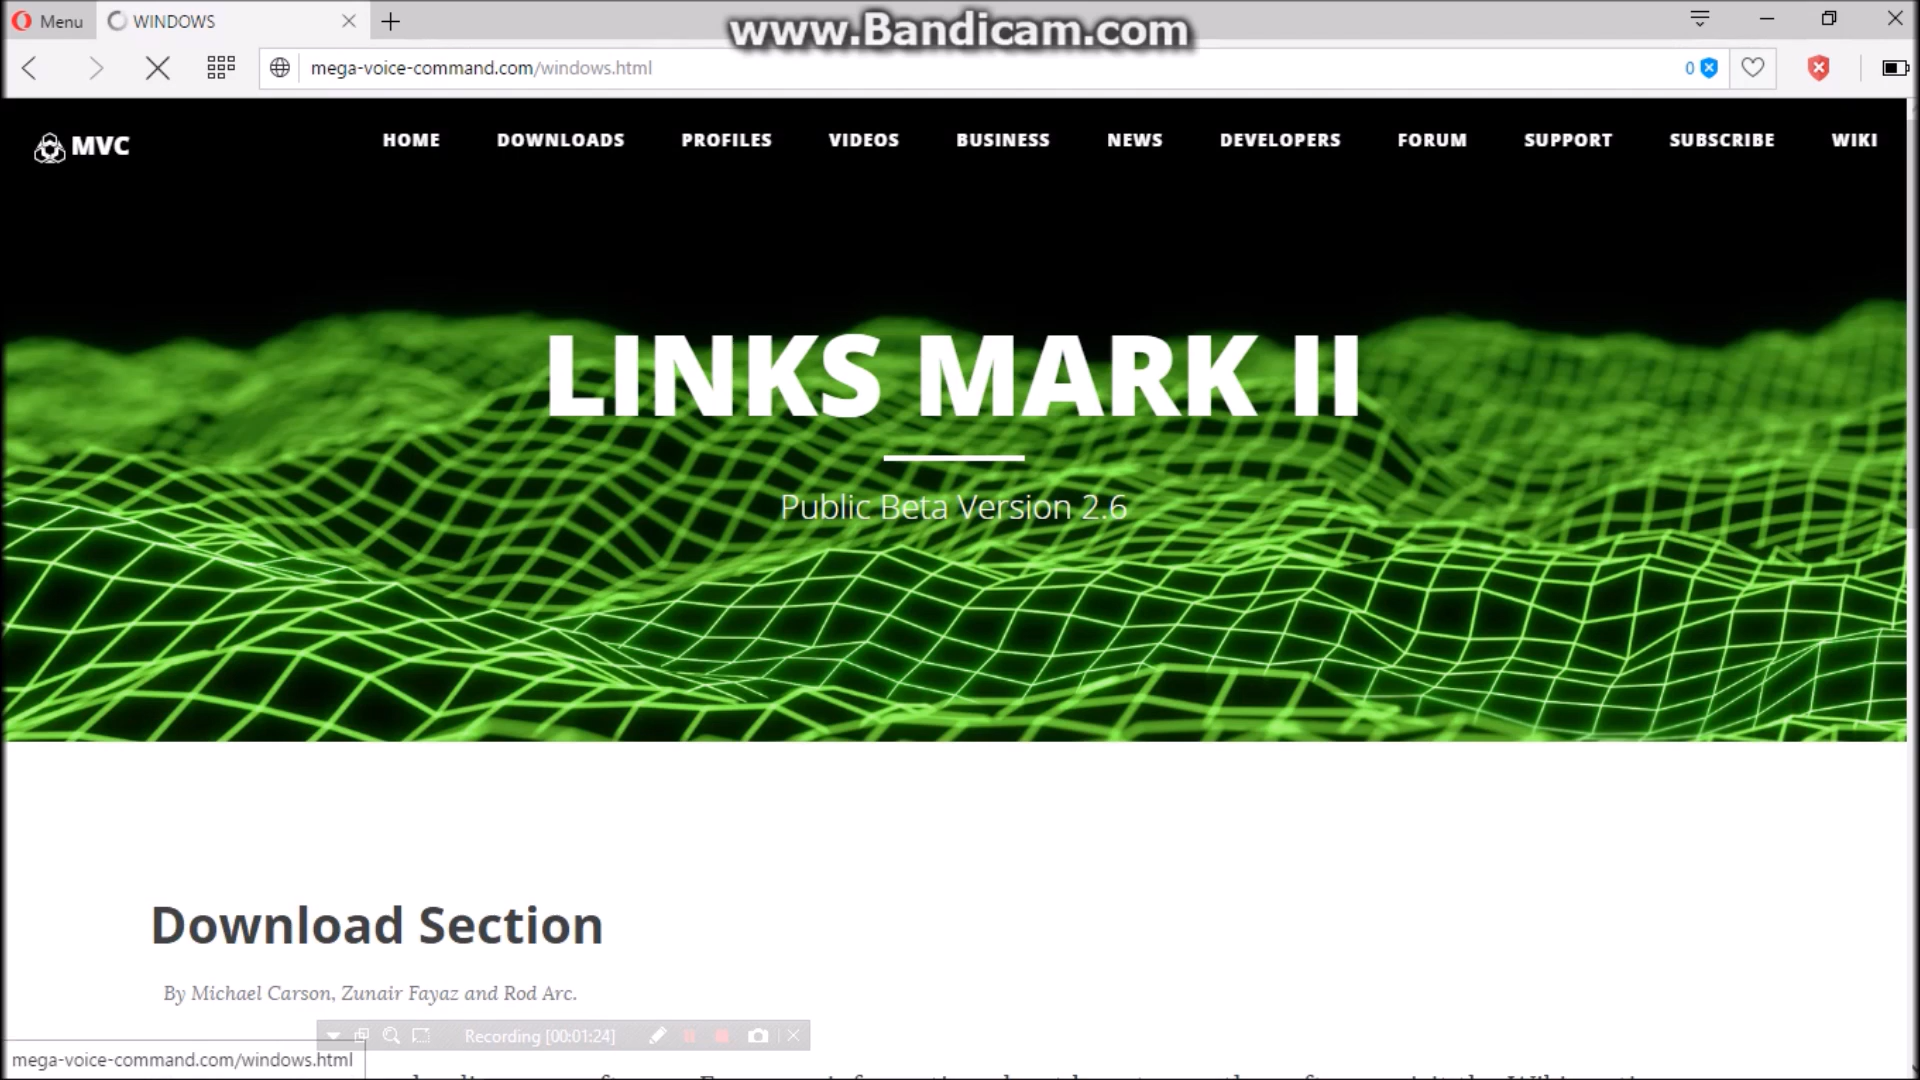 Menu
WINDOWS
www.Bandicam.com
mega-voice-command.com/windows.html
0
MVC
HOME
DOWNLOADS
PROFILES
VIDEOS
BUSINESS
NEWS
DEVELOPERS
FORUM
SUPPORT
SUBSCRIBE
WIKI
LINKS MARK II
Public Beta Version 2.6
Download Section
By Michael Carson, Zunair Fayaz and Rod Arc.
Recording [00:01:24]
mega-voice-command.com/windows.html